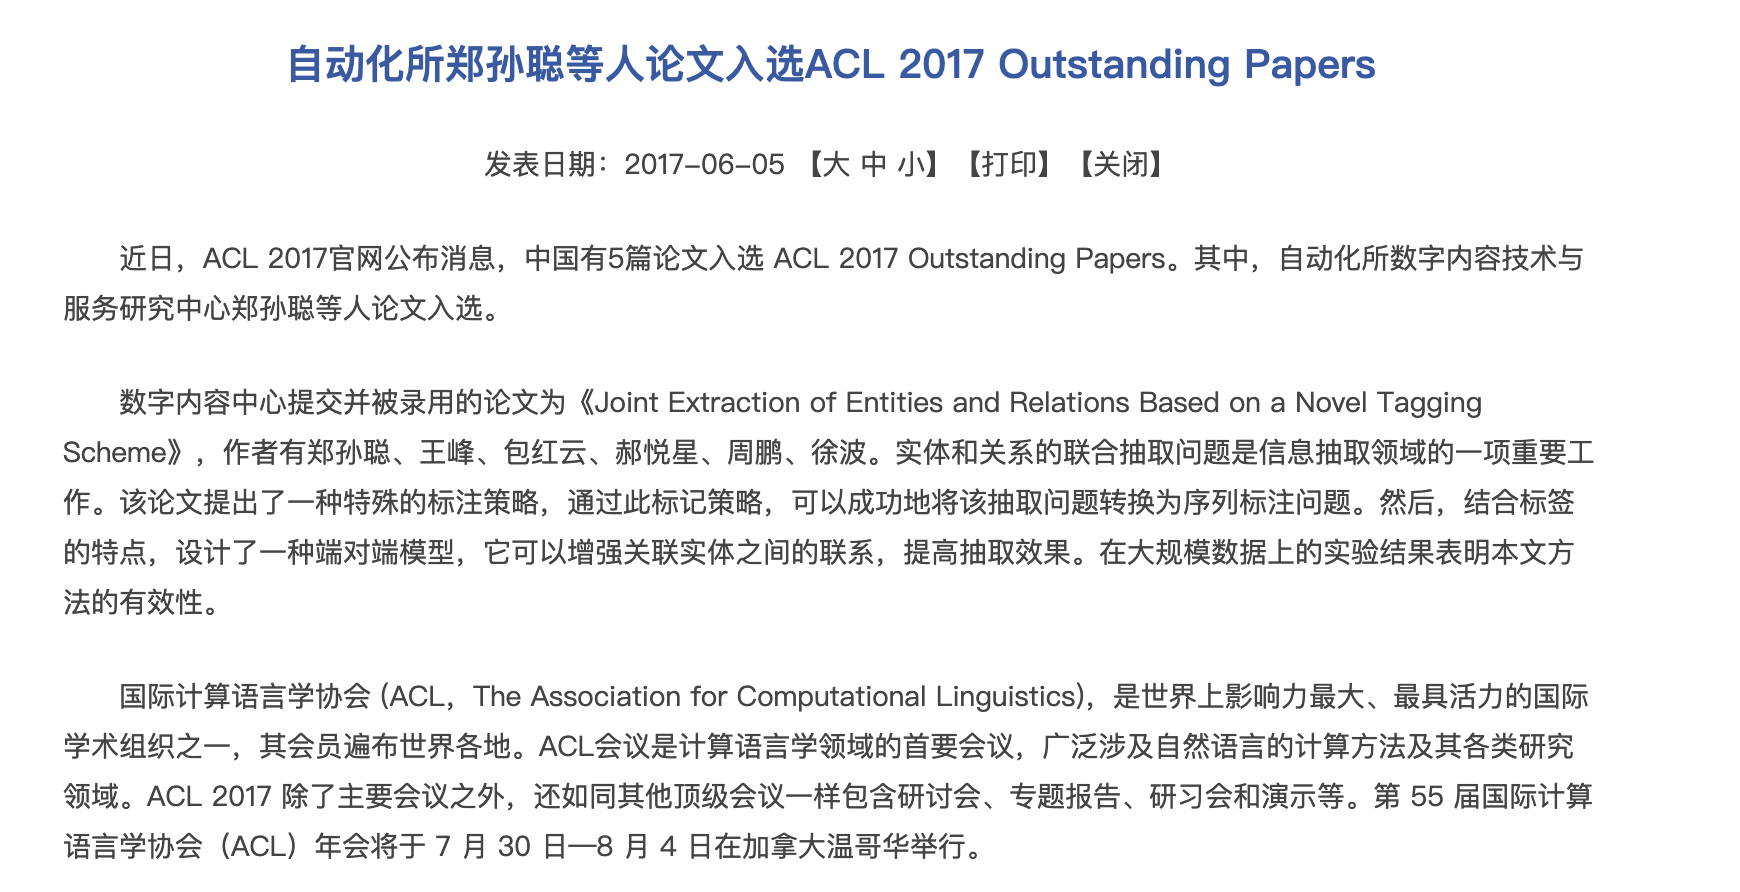 自动化所郑孙聪等人论文入选ACL 2017 Outstanding Papers
发表日期：2017-06-05 【大 中 小】【打印】【关闭】
近日，ACL 2017官网公布消息，中国有5篇论文入选 ACL 2017 Outstanding Papers。其中，自动化所数字内容技术与
服务研究中心郑孙聪等人论文入选。
数字内容中心提交并被录用的论文为《Joint Extraction of Entities and Relations Based on a Novel Tagging
Scheme》，作者有郑孙聪、王峰、包红云、郝悦星、周鹏、徐波。实体和关系的联合抽取问题是信息抽取领域的一项重要工
作。该论文提出了一种特殊的标注策略，通过此标记策略，可以成功地将该抽取问题转换为序列标注问题。然后，结合标签
的特点，设计了一种端对端模型，它可以增强关联实体之间的联系，提高抽取效果。在大规模数据上的实验结果表明本文方
法的有效性。
国际计算语言学协会 (ACL，The Association for Computational Linguistics)，是世界上影响力最大、最具活力的国际
学术组织之一，其会员遍布世界各地。ACL会议是计算语言学领域的首要会议，广泛涉及自然语言的计算方法及其各类研究
领域。ACL 2017 除了主要会议之外，还如同其他顶级会议一样包含研讨会、专题报告、研习会和演示等。第 55 届国际计算
语言学协会（ACL）年会将于 7 月 30 日—8 月 4 日在加拿大温哥华举行。